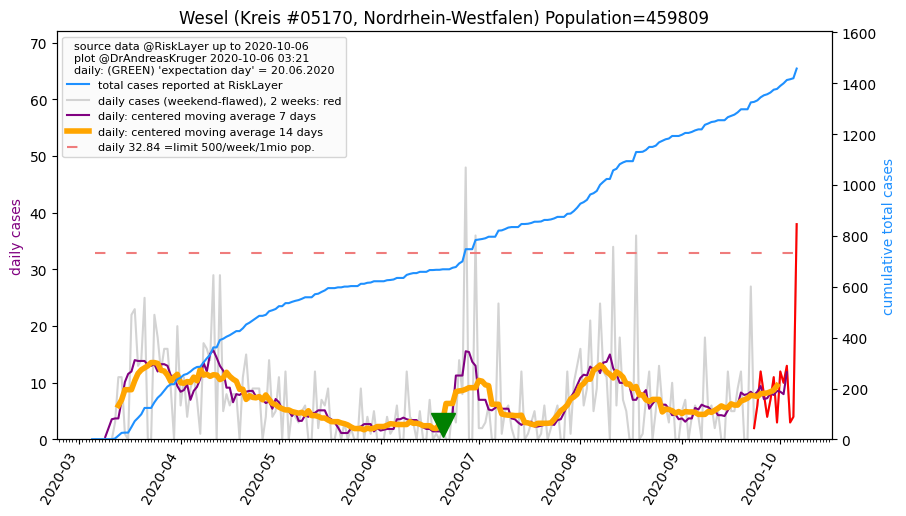 Wesel (Kreis #05170, Nordrhein-Westfalen) Population=459809
source data @RiskLayer up to 2020-10-06
plot @DrAndreasKruger 2020-10-06 03:21
daily: (GREEN) 'expectation day' = 20.06.2020
total cases reported at RiskLayer
daily cases (weekend-flawed), 2 weeks: red
daily: centered moving average 7 days
daily: centered moving average 14 days
daily 32.84 =limit 500/week/1mio pop.
daily cases
70
60
50
40
30
20
10
0
cumulative total cases
1600
1400
1200
1000
800
600
400
200
0
2020-03
2020-04
2020-05
2020-06
2020-07
2020-08
2020-09
2020-10